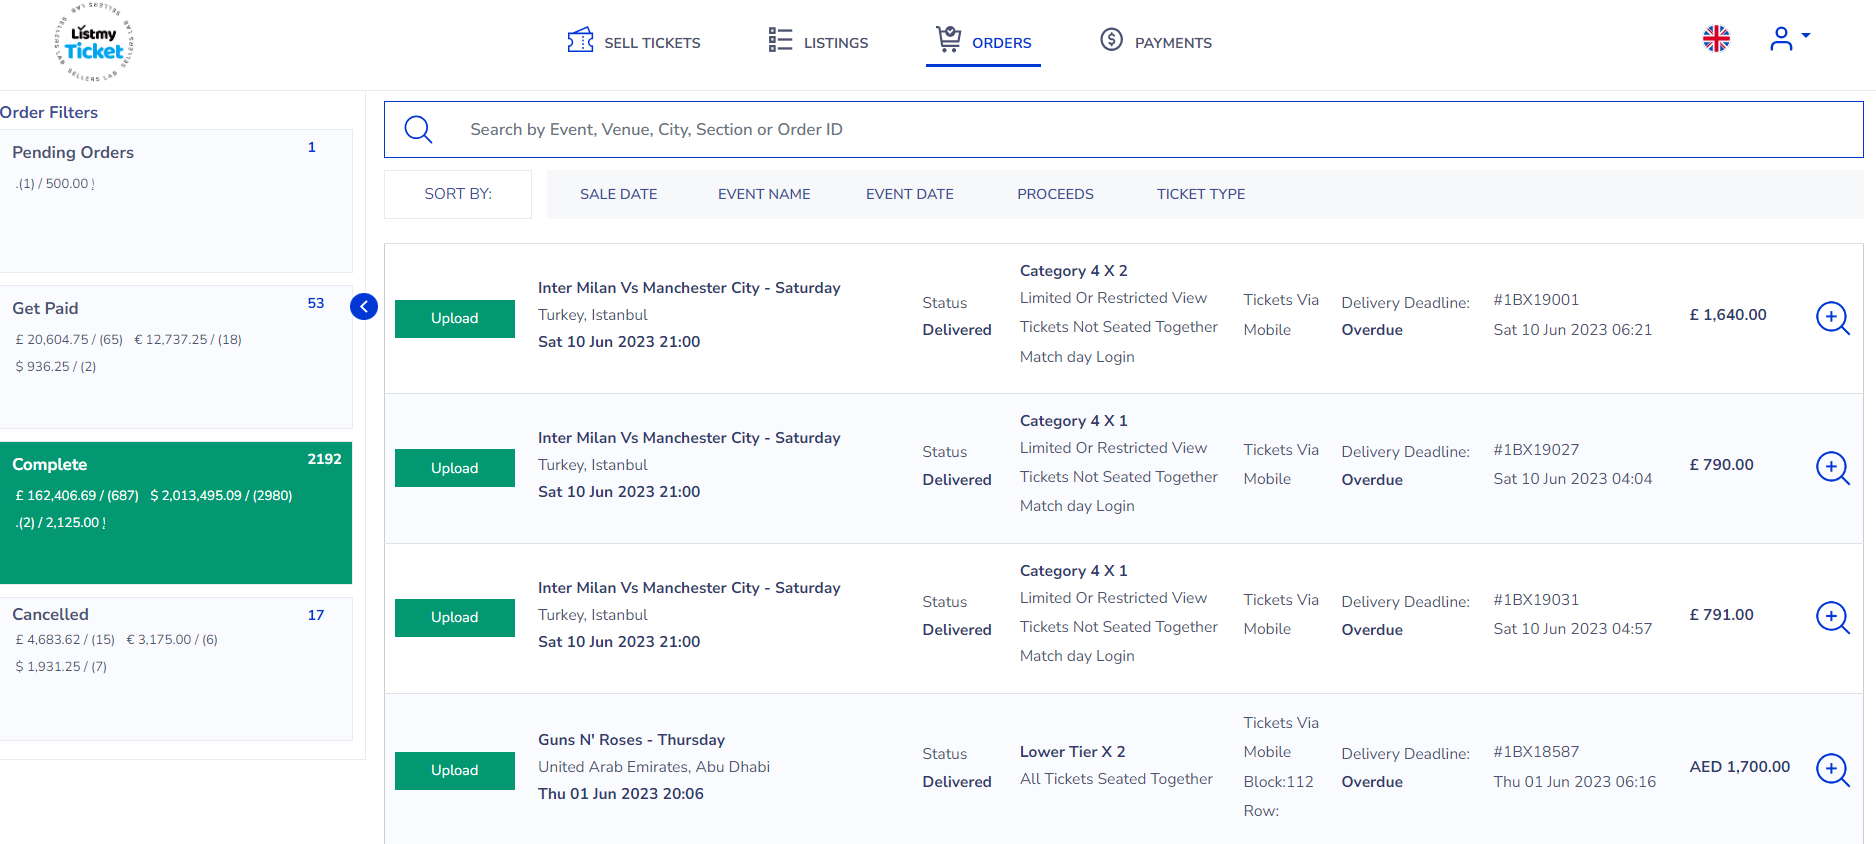 SELLERS LAB
Listmy
Ticket
SELLERS LAB
SELLERS LAB
SELL TICKETS
LISTINGS
ORDERS
PAYMENTS
Order Filters
Pending Orders 1
.(1) / 500.00 إ
Get Paid 53
£ 20,604.75 / (65) € 12,737.25 / (18)
$ 936.25 / (2)
Complete 2192
£ 162,406.69 / (687) $ 2,013,495.09 / (2980)
.(2) / 2,125.00 إ
Cancelled 17
£ 4,683.62 / (15) € 3,175.00 / (6)
$ 1,931.25 / (7)
Search by Event, Venue, City, Section or Order ID
SORT BY: SALE DATE EVENT NAME EVENT DATE PROCEEDS TICKET TYPE
Upload
Inter Milan Vs Manchester City - Saturday
Turkey, Istanbul
Sat 10 Jun 2023 21:00
Status
Delivered
Category 4 X 2
Limited Or Restricted View
Tickets Not Seated Together
Match day Login
Tickets Via
Mobile
Delivery Deadline:
Overdue
#1BX19001
Sat 10 Jun 2023 06:21
£ 1,640.00
Upload
Inter Milan Vs Manchester City - Saturday
Turkey, Istanbul
Sat 10 Jun 2023 21:00
Status
Delivered
Category 4 X 1
Limited Or Restricted View
Tickets Not Seated Together
Match day Login
Tickets Via
Mobile
Delivery Deadline:
Overdue
#1BX19027
Sat 10 Jun 2023 04:04
£ 790.00
Upload
Inter Milan Vs Manchester City - Saturday
Turkey, Istanbul
Sat 10 Jun 2023 21:00
Status
Delivered
Category 4 X 1
Limited Or Restricted View
Tickets Not Seated Together
Match day Login
Tickets Via
Mobile
Delivery Deadline:
Overdue
#1BX19031
Sat 10 Jun 2023 04:57
£ 791.00
Upload
Guns N' Roses - Thursday
United Arab Emirates, Abu Dhabi
Thu 01 Jun 2023 20:06
Status
Delivered
Lower Tier X 2
All Tickets Seated Together
Tickets Via
Mobile
Block:112
Row:
Delivery Deadline:
Overdue
#1BX18587
Thu 01 Jun 2023 06:16
AED 1,700.00